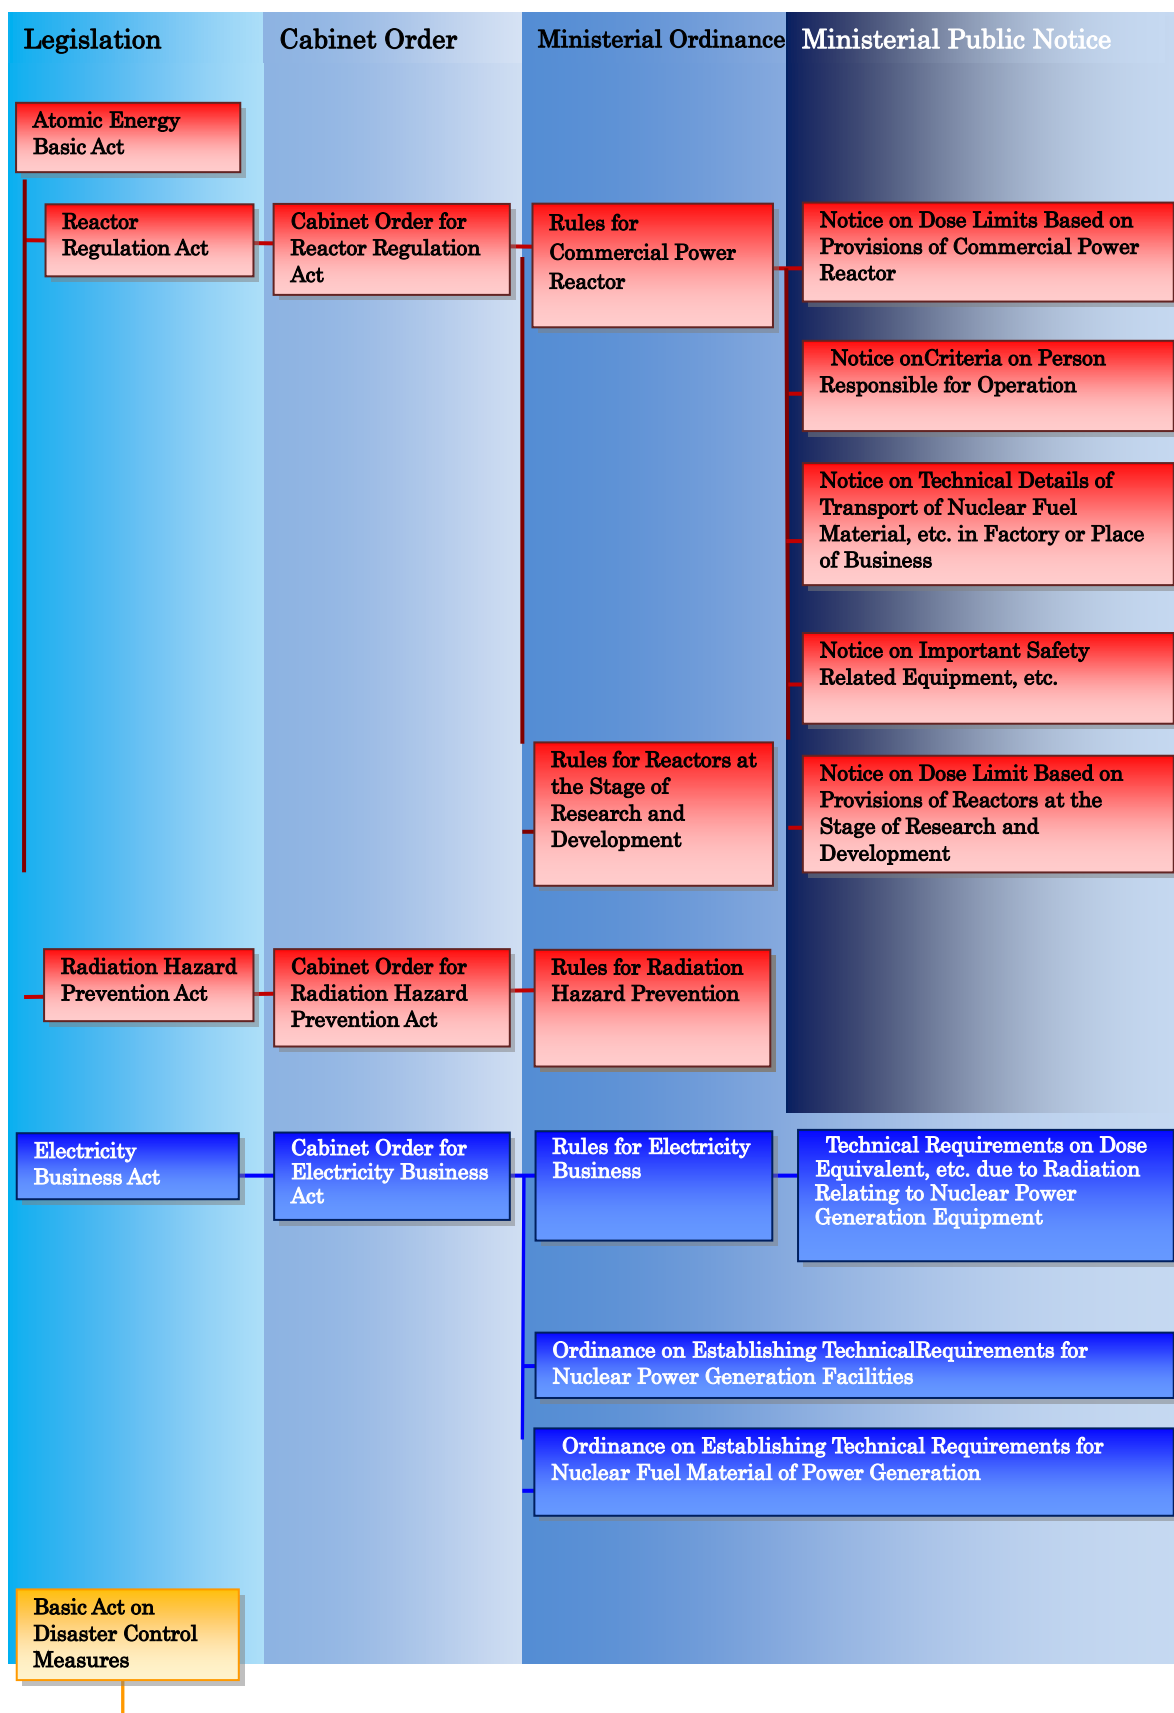 Legislation
Cabinet Order
Ministerial Ordinance
Ministerial Public Notice
Atomic Energy
Basic Act
Reactor
Regulation Act
Cabinet Order for
Reactor Regulation
Act
Rules for
Commercial Power
Reactor
Notice on Dose Limits Based on
Provisions of Commercial Power
Reactor
Notice onCriteria on Person
Responsible for Operation
Notice on Technical Details of
Transport of Nuclear Fuel
Material, etc. in Factory or Place
of Business
Notice on Important Safety
Related Equipment, etc.
Rules for Reactors at
the Stage of
Research and
Development
Notice on Dose Limit Based on
Provisions of Reactors at the
Stage of Research and
Development
Radiation Hazard
Prevention Act
Cabinet Order for
Radiation Hazard
Prevention Act
Rules for Radiation
Hazard Prevention
Electricity
Business Act
Cabinet Order for
Electricity Business
Act
Rules for Electricity
Business
Technical Requirements on Dose
Equivalent, etc. due to Radiation
Relating to Nuclear Power
Generation Equipment
Ordinance on Establishing TechnicalRequirements for
Nuclear Power Generation Facilities
Ordinance on Establishing Technical Requirements for
Nuclear Fuel Material of Power Generation
Basic Act on
Disaster Control
Measures